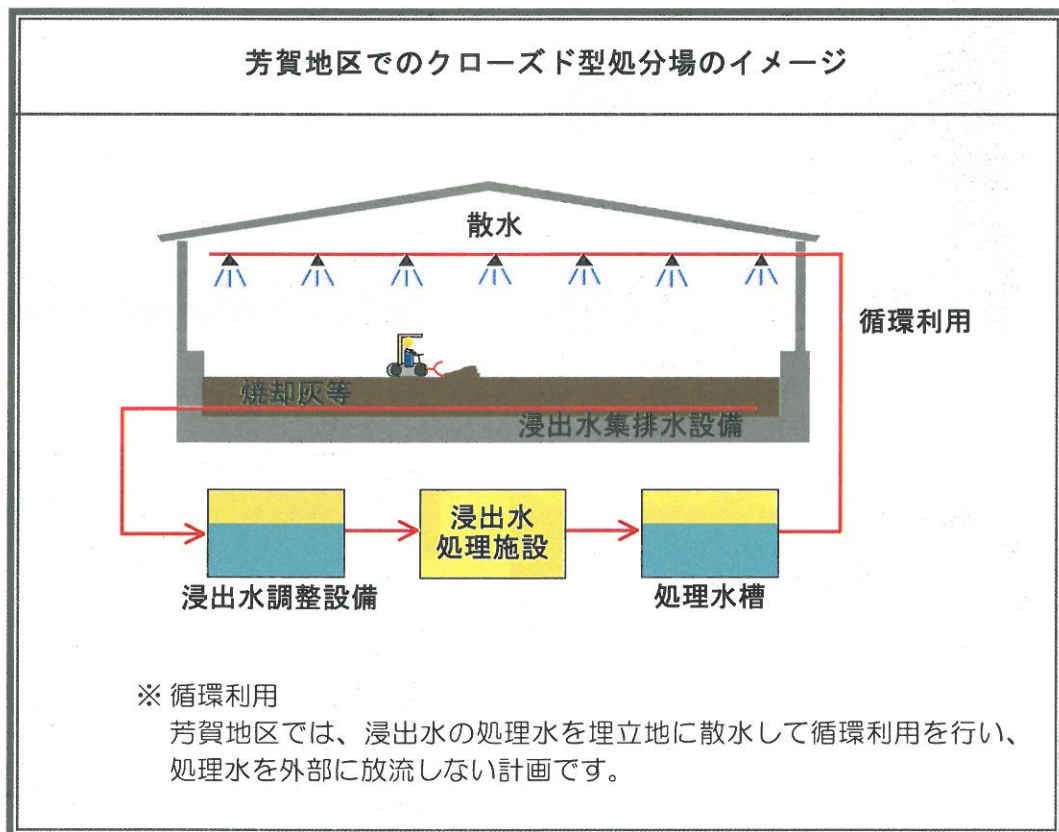 芳賀地区でのクローズド型処分場のイメージ
散水
循環利用
焼却灰等
浸出水集排水設備
浸出水
処理施設
浸出水調整設備
処理水槽
※ 循環利用
芳賀地区では、浸出水の処理水を埋立地に散水して循環利用を行い、
処理水を外部に放流しない計画です。